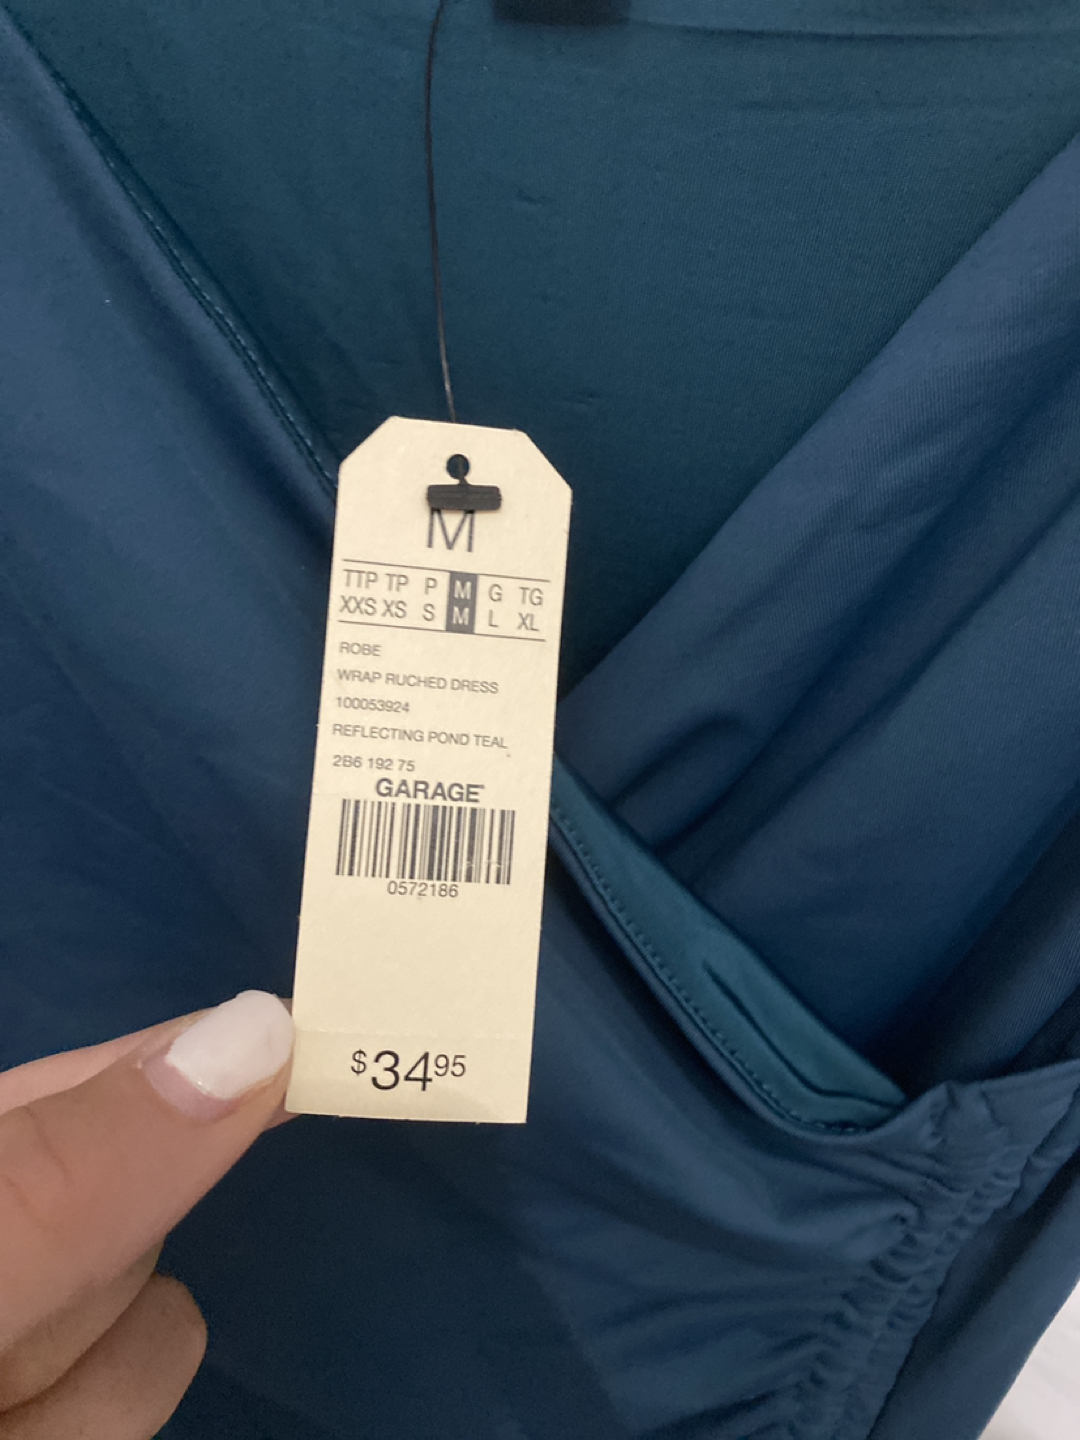 M
TTP TP P M G TG
XXS XS S M L XL
ROBE
WRAP RUCHED DRESS
100053924
REFLECTING POND TEAL
2B6 192 75
GARAGE
0572186
$34.95